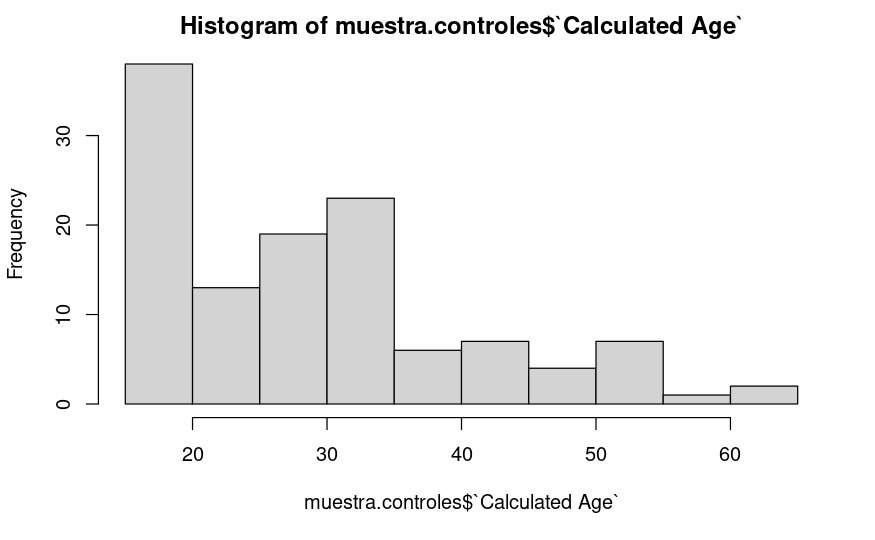 Histogram of muestra.controles$`Calculated Age`
Frequency
30
20
10
0
20 30 40 50 60
muestra.controles$`Calculated Age`